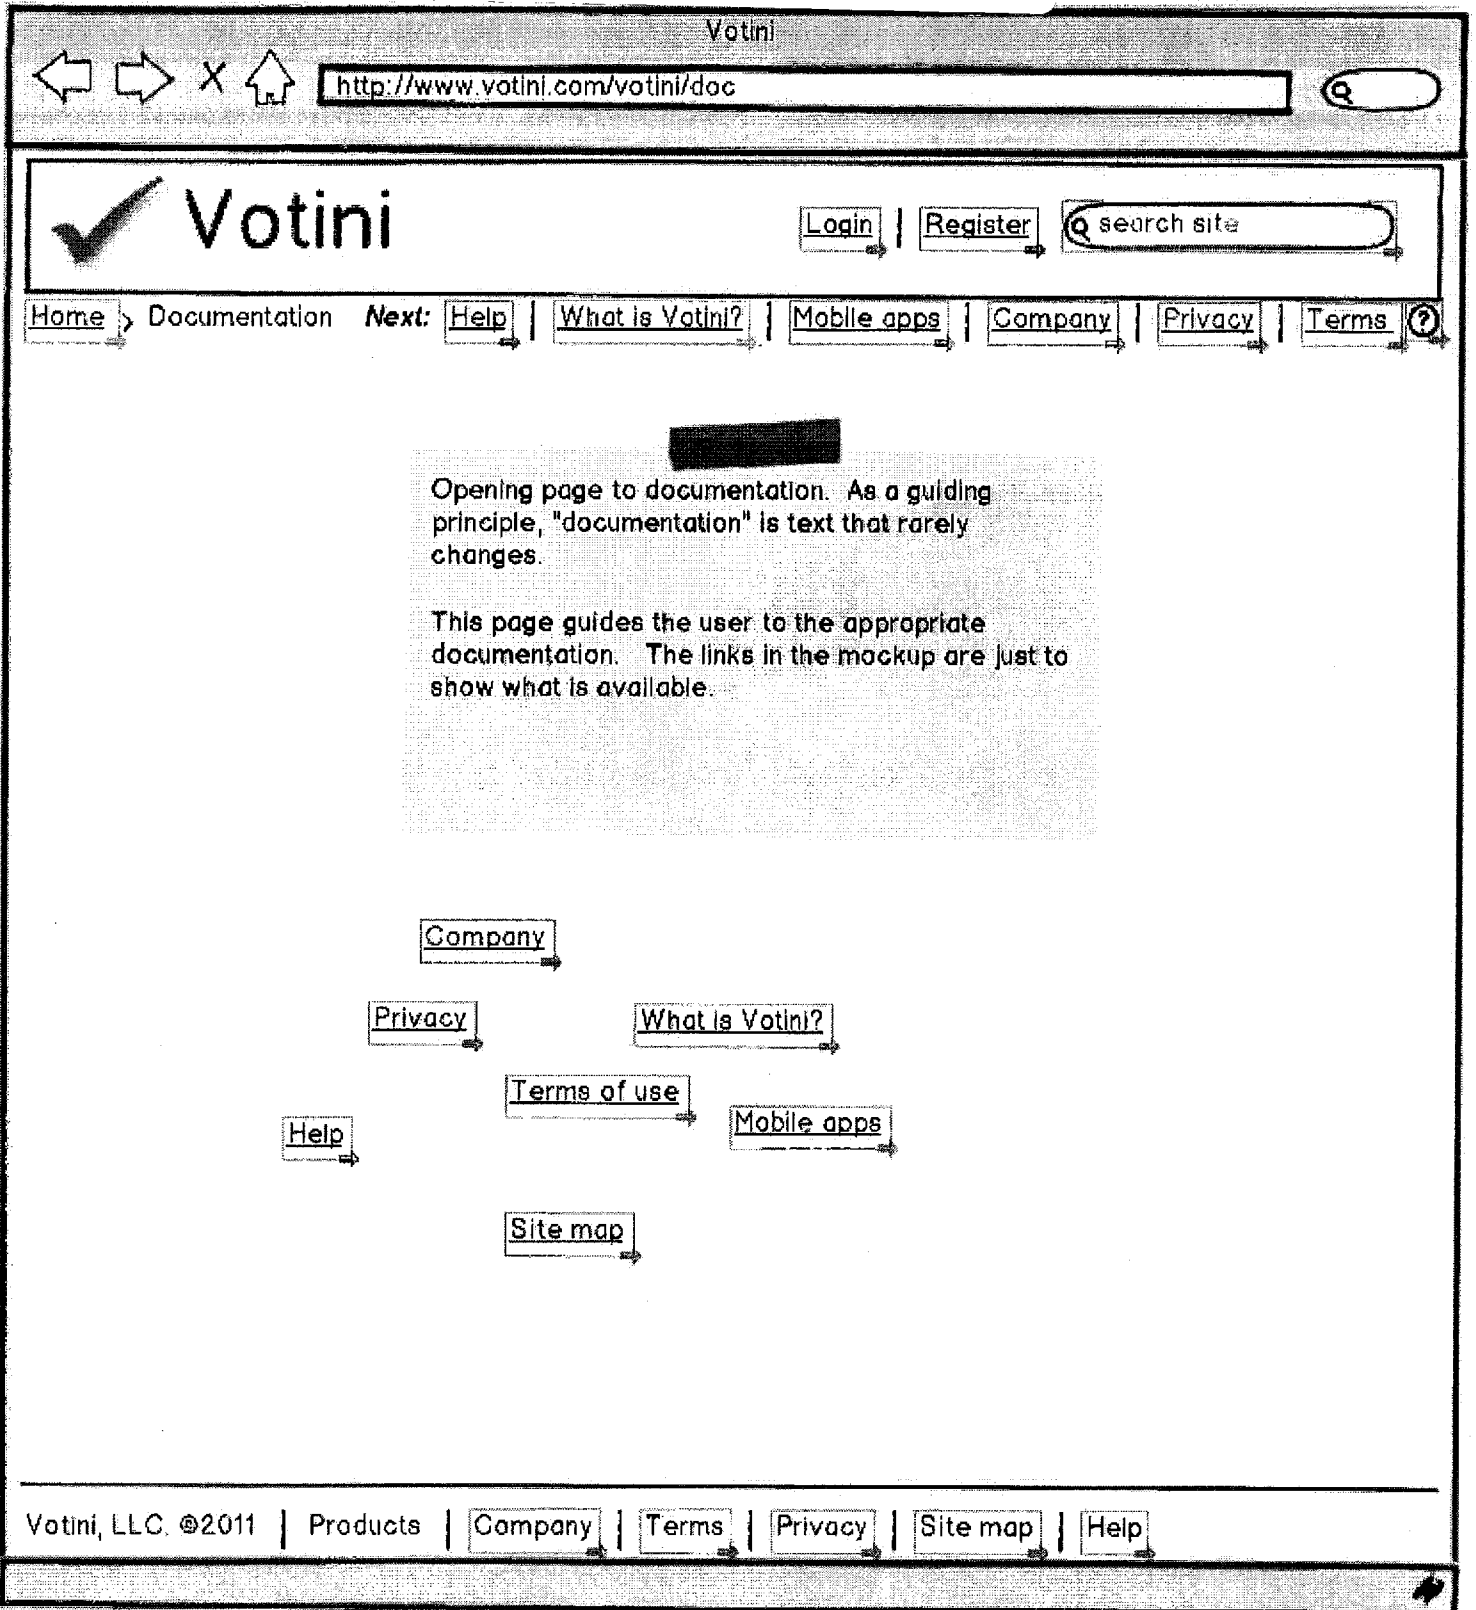 Votini
http://www.votini.com/votini/doc
Votini
Login | Register search site
Home > Documentation Next: Help | What is Votini? | Mobile apps | Company | Privacy | Terms ?
Opening page to documentation. As a guiding
principle, "documentation" is text that rarely
changes.
This page guides the user to the appropriate
documentation. The links in the mockup are just to
show what is available.
Company
Privacy
What is Votini?
Terms of use
Mobile apps
Help
Site map
Votini, LLC. ©2011 | Products | Company | Terms | Privacy | Site map | Help